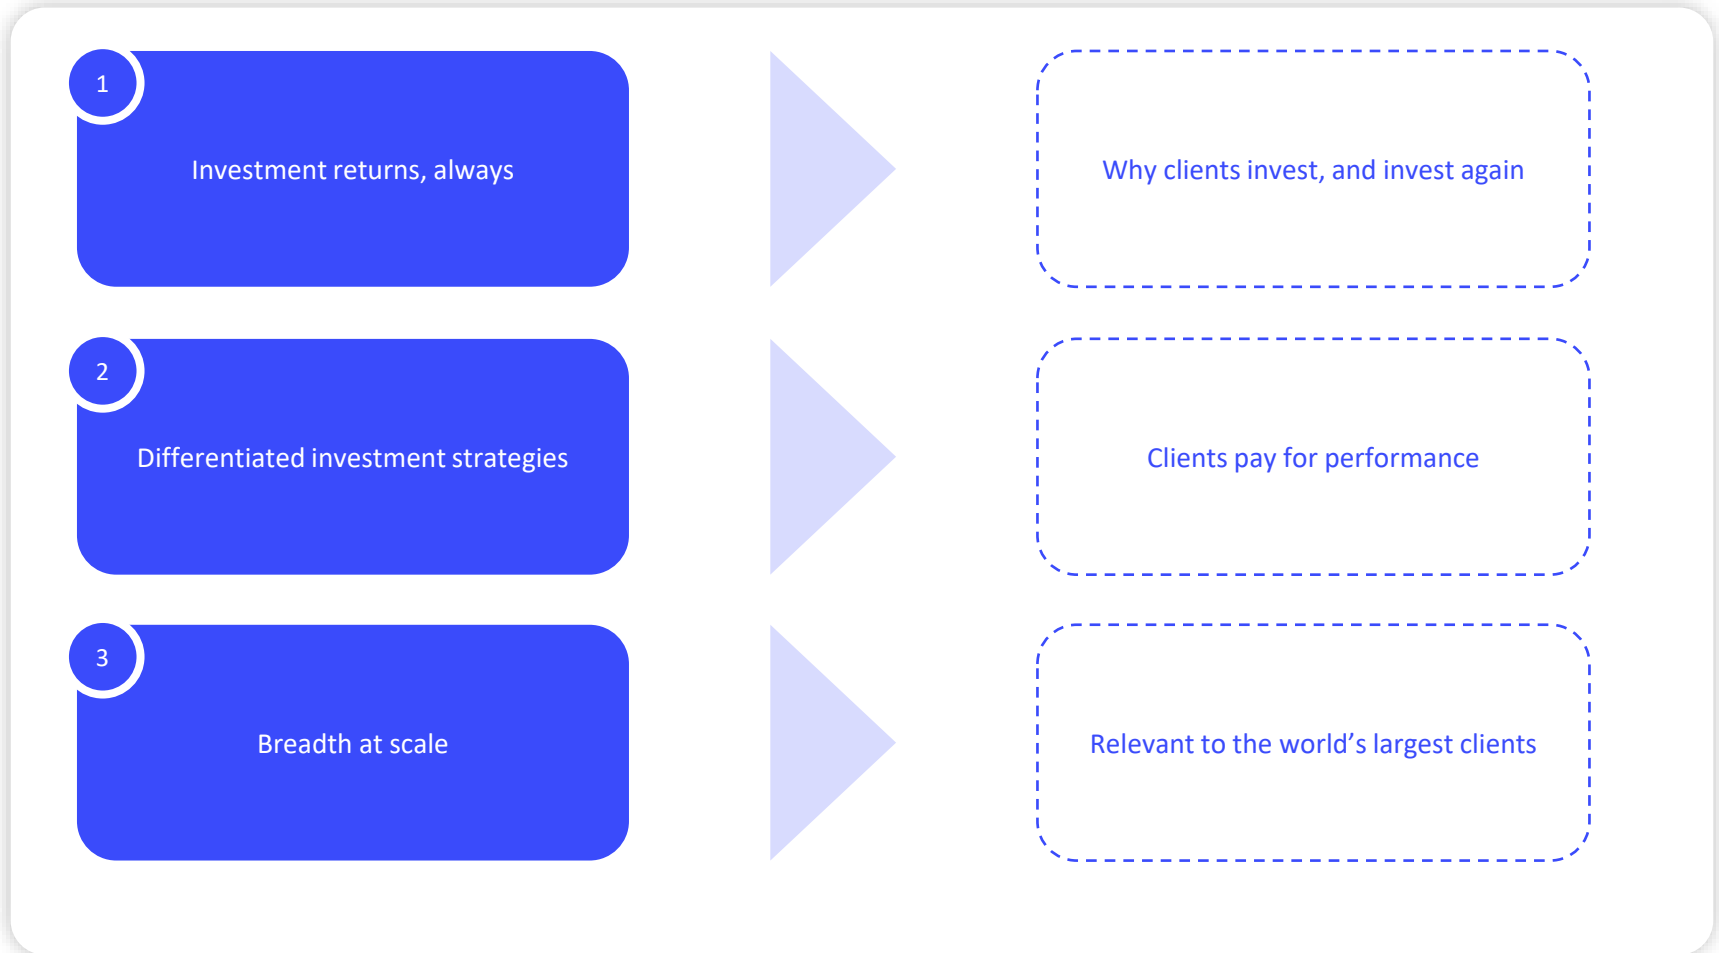 1
Investment returns, always
Why clients invest, and invest again
2
Differentiated investment strategies
Clients pay for performance
3
Breadth at scale
Relevant to the world’s largest clients